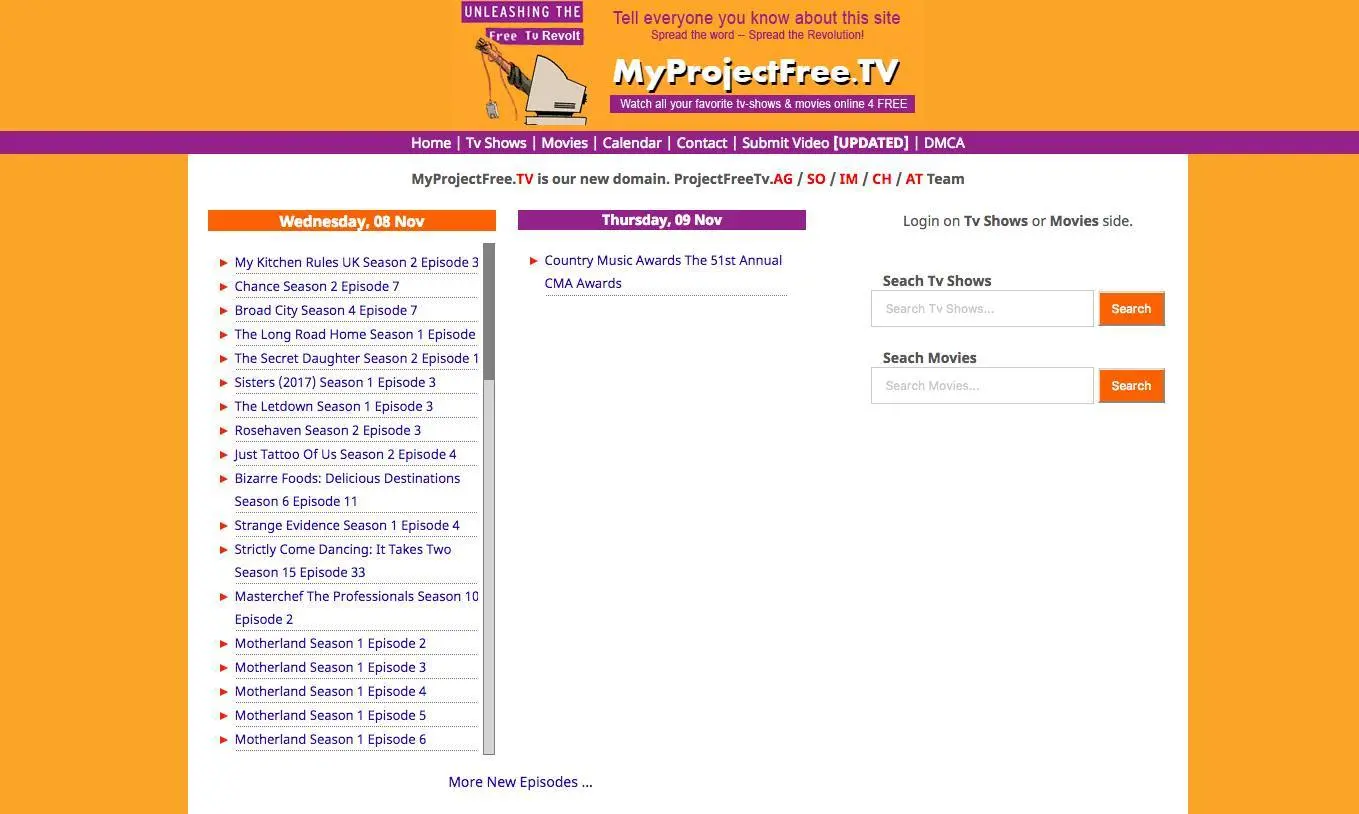 UNLEASHING THE
Free Tv Revolt
Tell everyone you know about this site
Spread the word -- Spread the Revolution!
MyProjectFree.TV
Watch all your favorite tv-shows & movies online 4 FREE
Home | Tv Shows | Movies | Calendar | Contact | Submit Video [UPDATED] | DMCA
MyProjectFree.TV is our new domain. ProjectFreeTv.AG / SO / IM / CH / AT Team
Wednesday, 08 Nov
My Kitchen Rules UK Season 2 Episode 3
Chance Season 2 Episode 7
Broad City Season 4 Episode 7
The Long Road Home Season 1 Episode
The Secret Daughter Season 2 Episode 1
Sisters (2017) Season 1 Episode 3
The Letdown Season 1 Episode 3
Rosehaven Season 2 Episode 3
Just Tattoo Of Us Season 2 Episode 4
Bizarre Foods: Delicious Destinations
Season 6 Episode 11
Strange Evidence Season 1 Episode 4
Strictly Come Dancing: It Takes Two
Season 15 Episode 33
Masterchef The Professionals Season 10
Episode 2
Motherland Season 1 Episode 2
Motherland Season 1 Episode 3
Motherland Season 1 Episode 4
Motherland Season 1 Episode 5
Motherland Season 1 Episode 6
Thursday, 09 Nov
Country Music Awards The 51st Annual
CMA Awards
More New Episodes ...
Login on Tv Shows or Movies side.
Seach Tv Shows
Search Tv Shows...
Search
Seach Movies
Search Movies...
Search